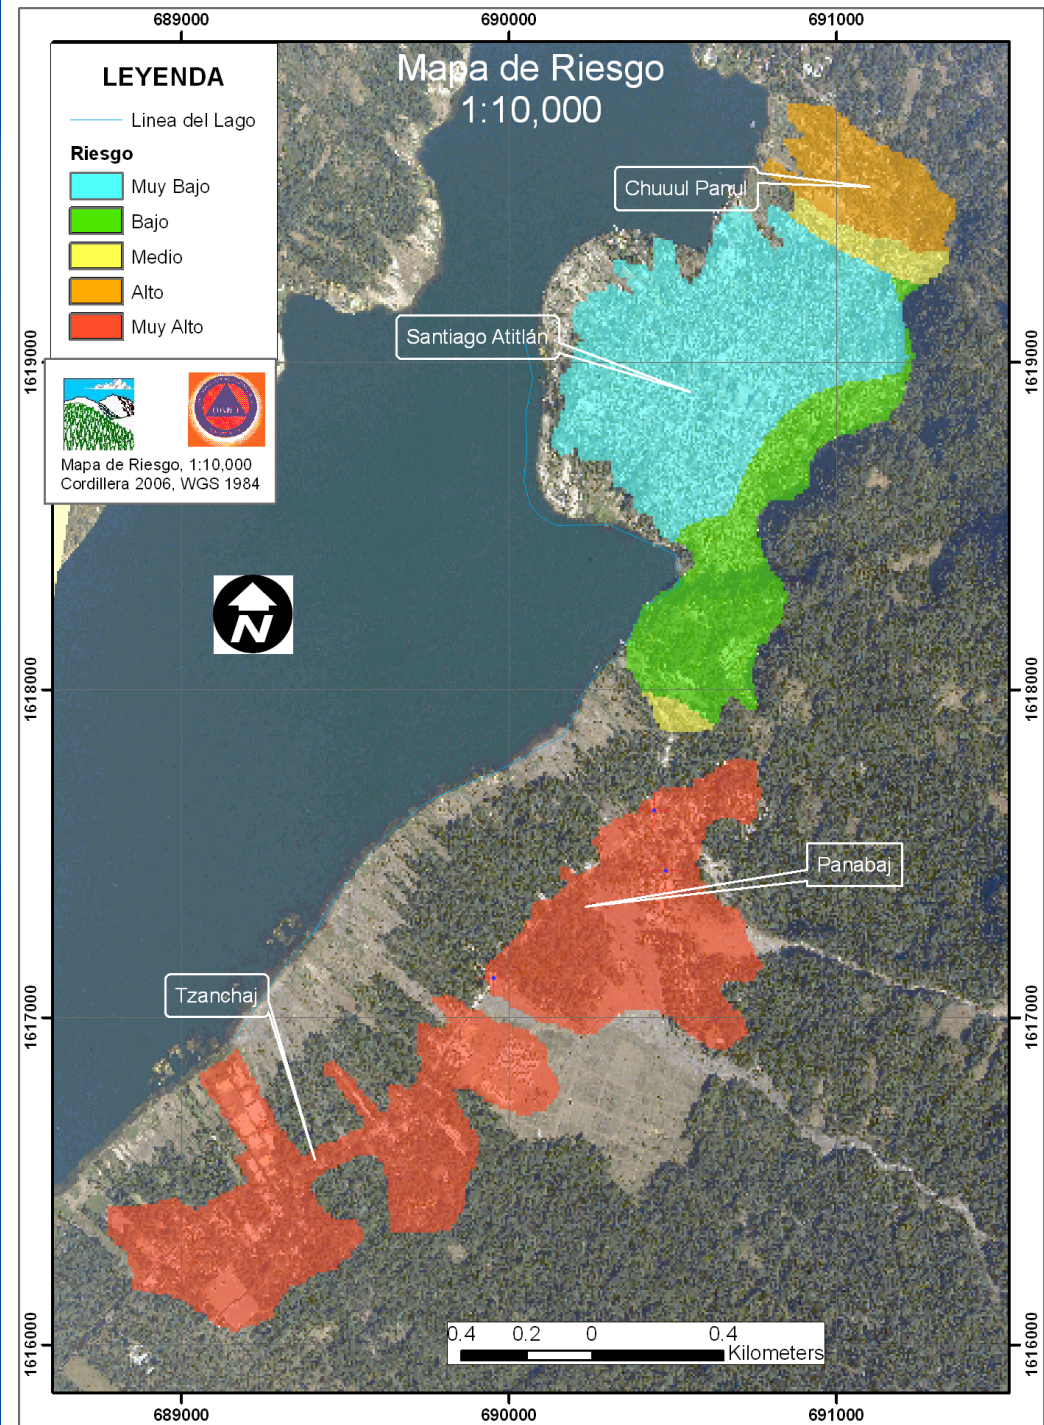 689000
690000
691000
LEYENDA
Linea del Lago
Riesgo
Muy Bajo
Bajo
Medio
Alto
Muy Alto
Mapa de Riesgo
1:10,000
Chuuul Panul
Santiago Atitlán
1619000
1619000
Mapa de Riesgo, 1:10,000
Cordillera 2006, WGS 1984
N
1618000
1618000
Panabaj
Tzanchaj
1617000
1617000
0.4 0.2 0 0.4
Kilometers
1616000
1616000
689000
690000
691000